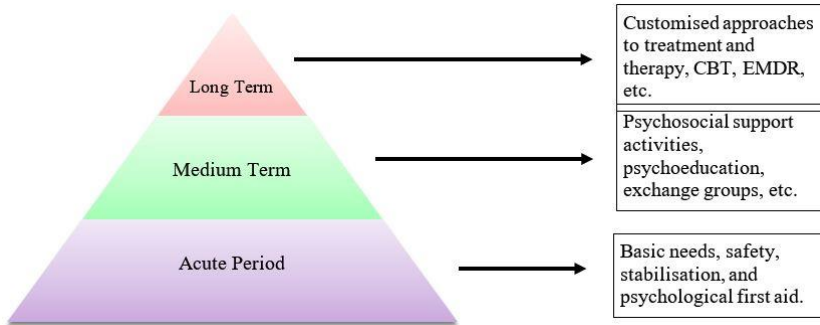 Long Term
Customised approaches
to treatment and
therapy, CBT, EMDR,
etc.
Medium Term
Psychosocial support
activities,
psychoeducation,
exchange groups, etc.
Acute Period
Basic needs, safety,
stabilisation, and
psychological first aid.